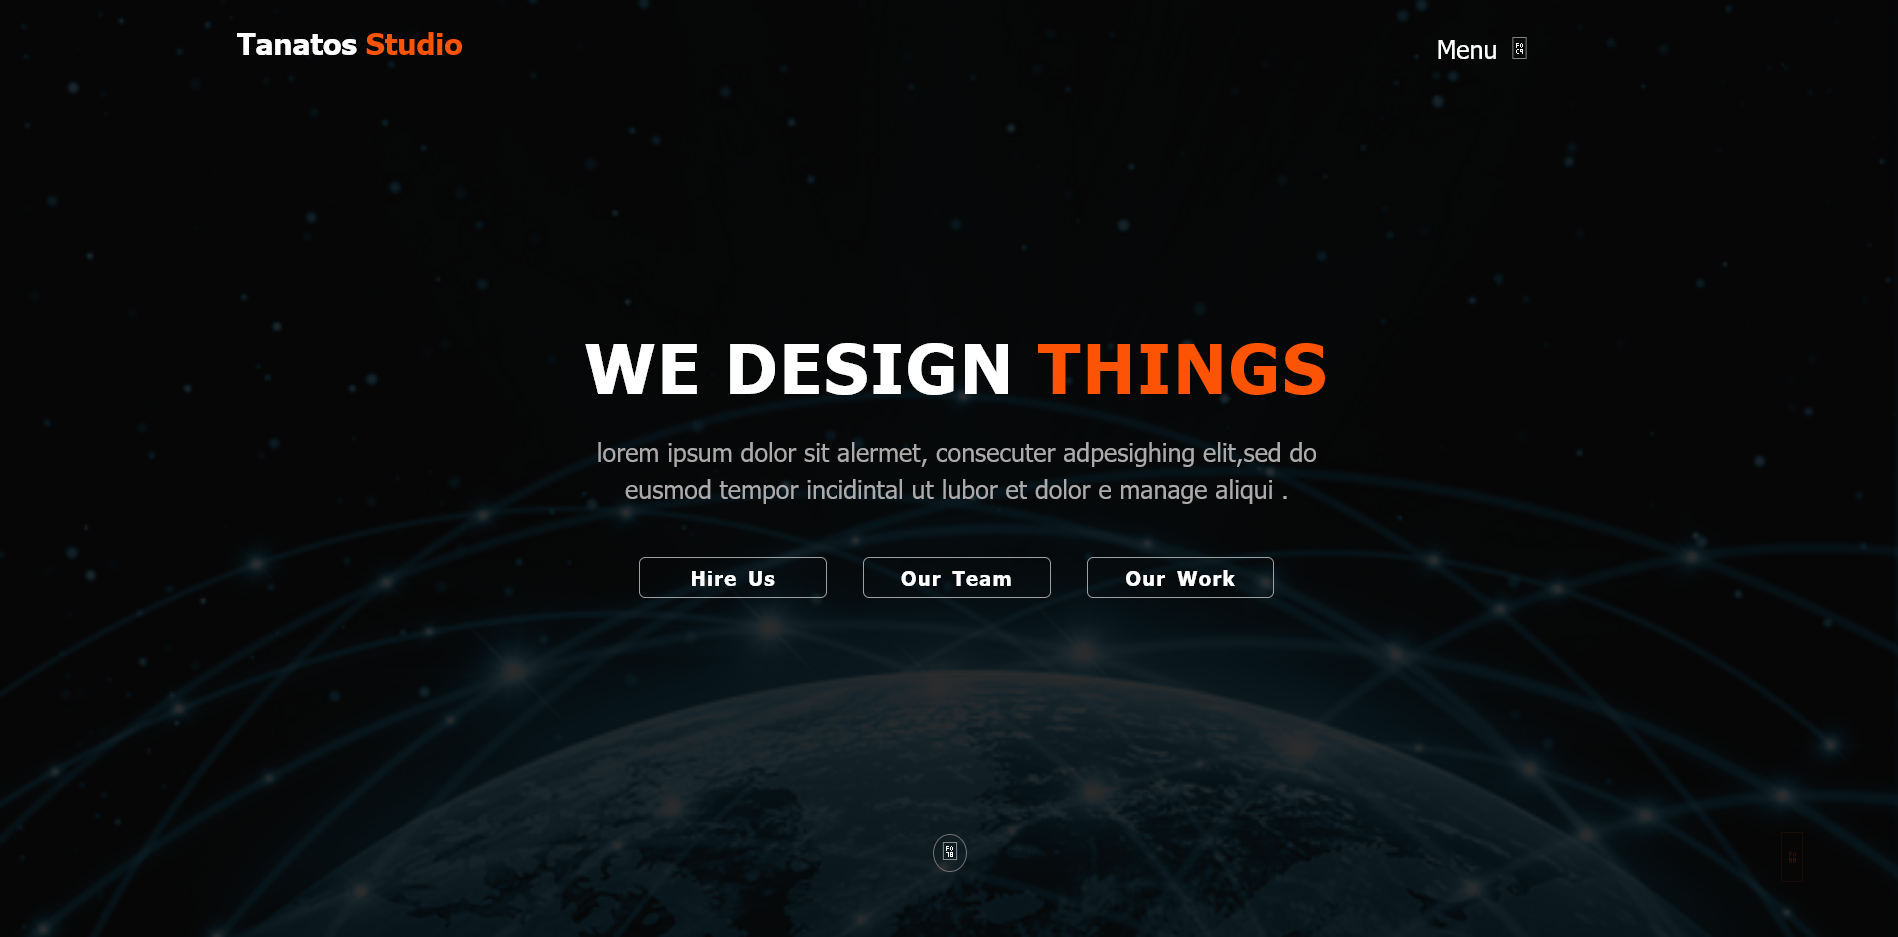 Tanatos Studio
Menu
WE DESIGN THINGS
lorem ipsum dolor sit alermet, consecuter adpesighing elit,sed do
eusmod tempor incidintal ut lubor et dolor e manage aliqui .
Hire Us
Our Team
Our Work